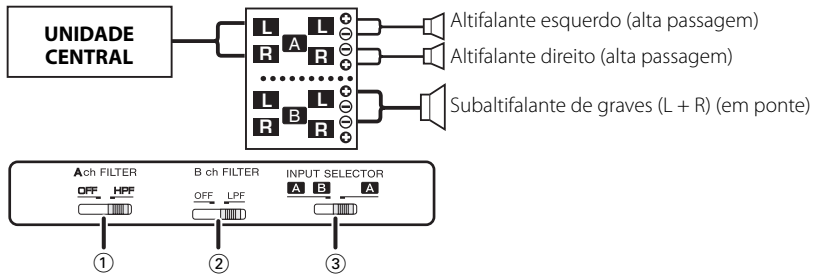 UNIDADE
CENTRAL
L L ⊕
⊖
R A R ⊖
⊕
L L ⊕
⊖
R B R ⊖
⊕
Altifalante esquerdo (alta passagem)
Altifalante direito (alta passagem)
Subaltifalante de graves (L + R) (em ponte)
A ch FILTER
OFF HPF
B ch FILTER
OFF LPF
INPUT SELECTOR
A B A
① ② ③